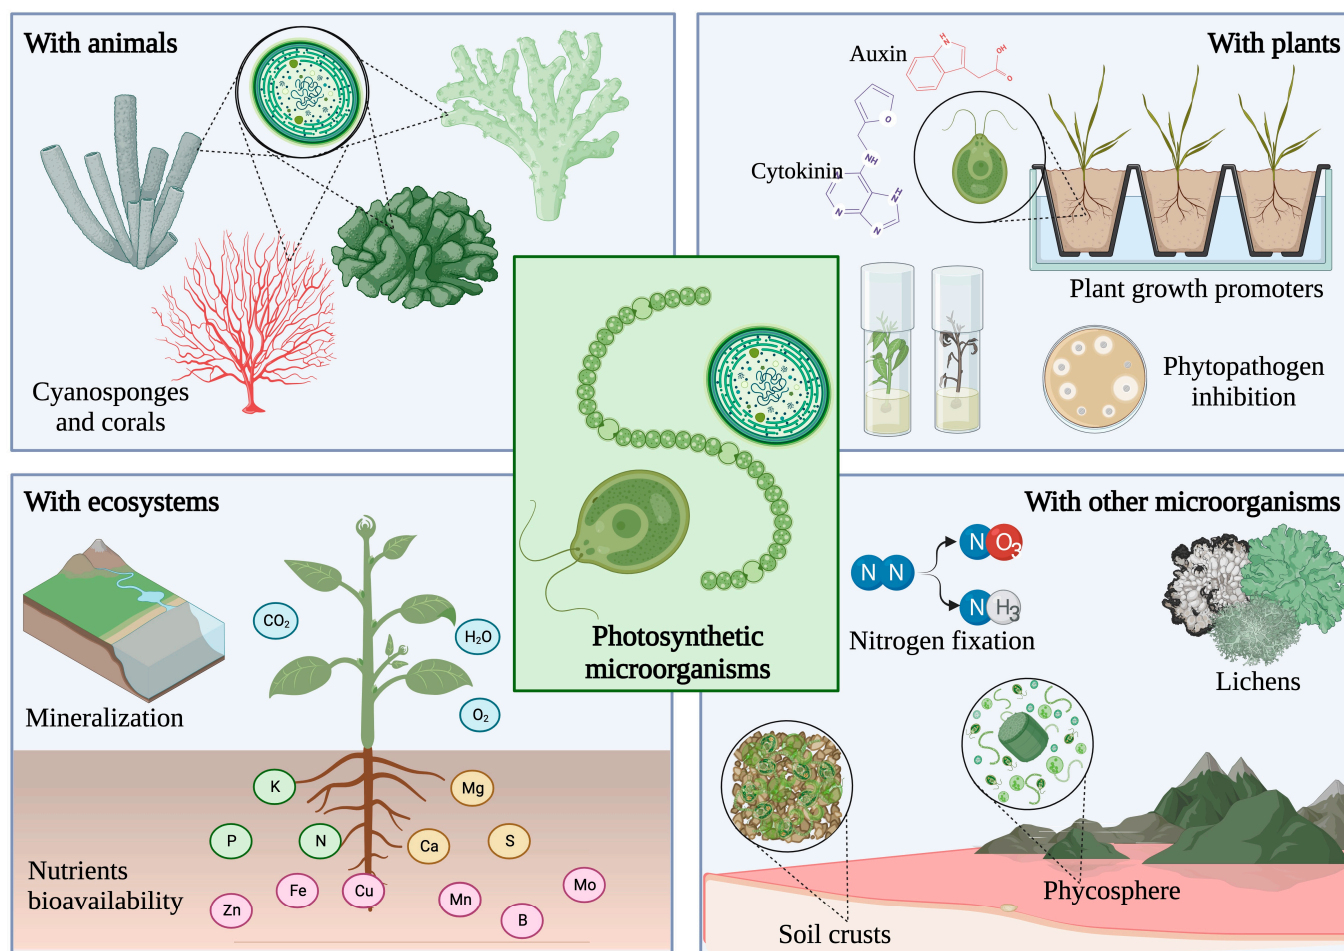 With animals
Cyanosponges
and corals
With plants
Auxin
H
N
OH
O
O
Cytokinin
NH
N
N
H
N
N
Plant growth promoters
Phytopathogen
inhibition
Photosynthetic
microorganisms
With ecosystems
Mineralization
CO2
H2O
O2
K
Mg
P
N
Ca
S
Nutrients
bioavailability
Zn
Fe
Cu
Mn
B
Mo
With other microorganisms
N N
N O3
N H3
Nitrogen fixation
Lichens
Phycosphere
Soil crusts